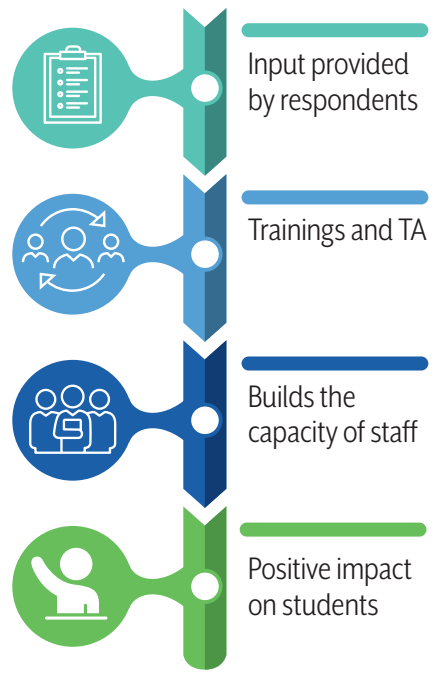 Input provided
by respondents
Trainings and TA
Builds the
capacity of staff
Positive impact
on students